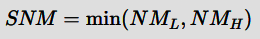 SNM = min(NM_L, NM_H)